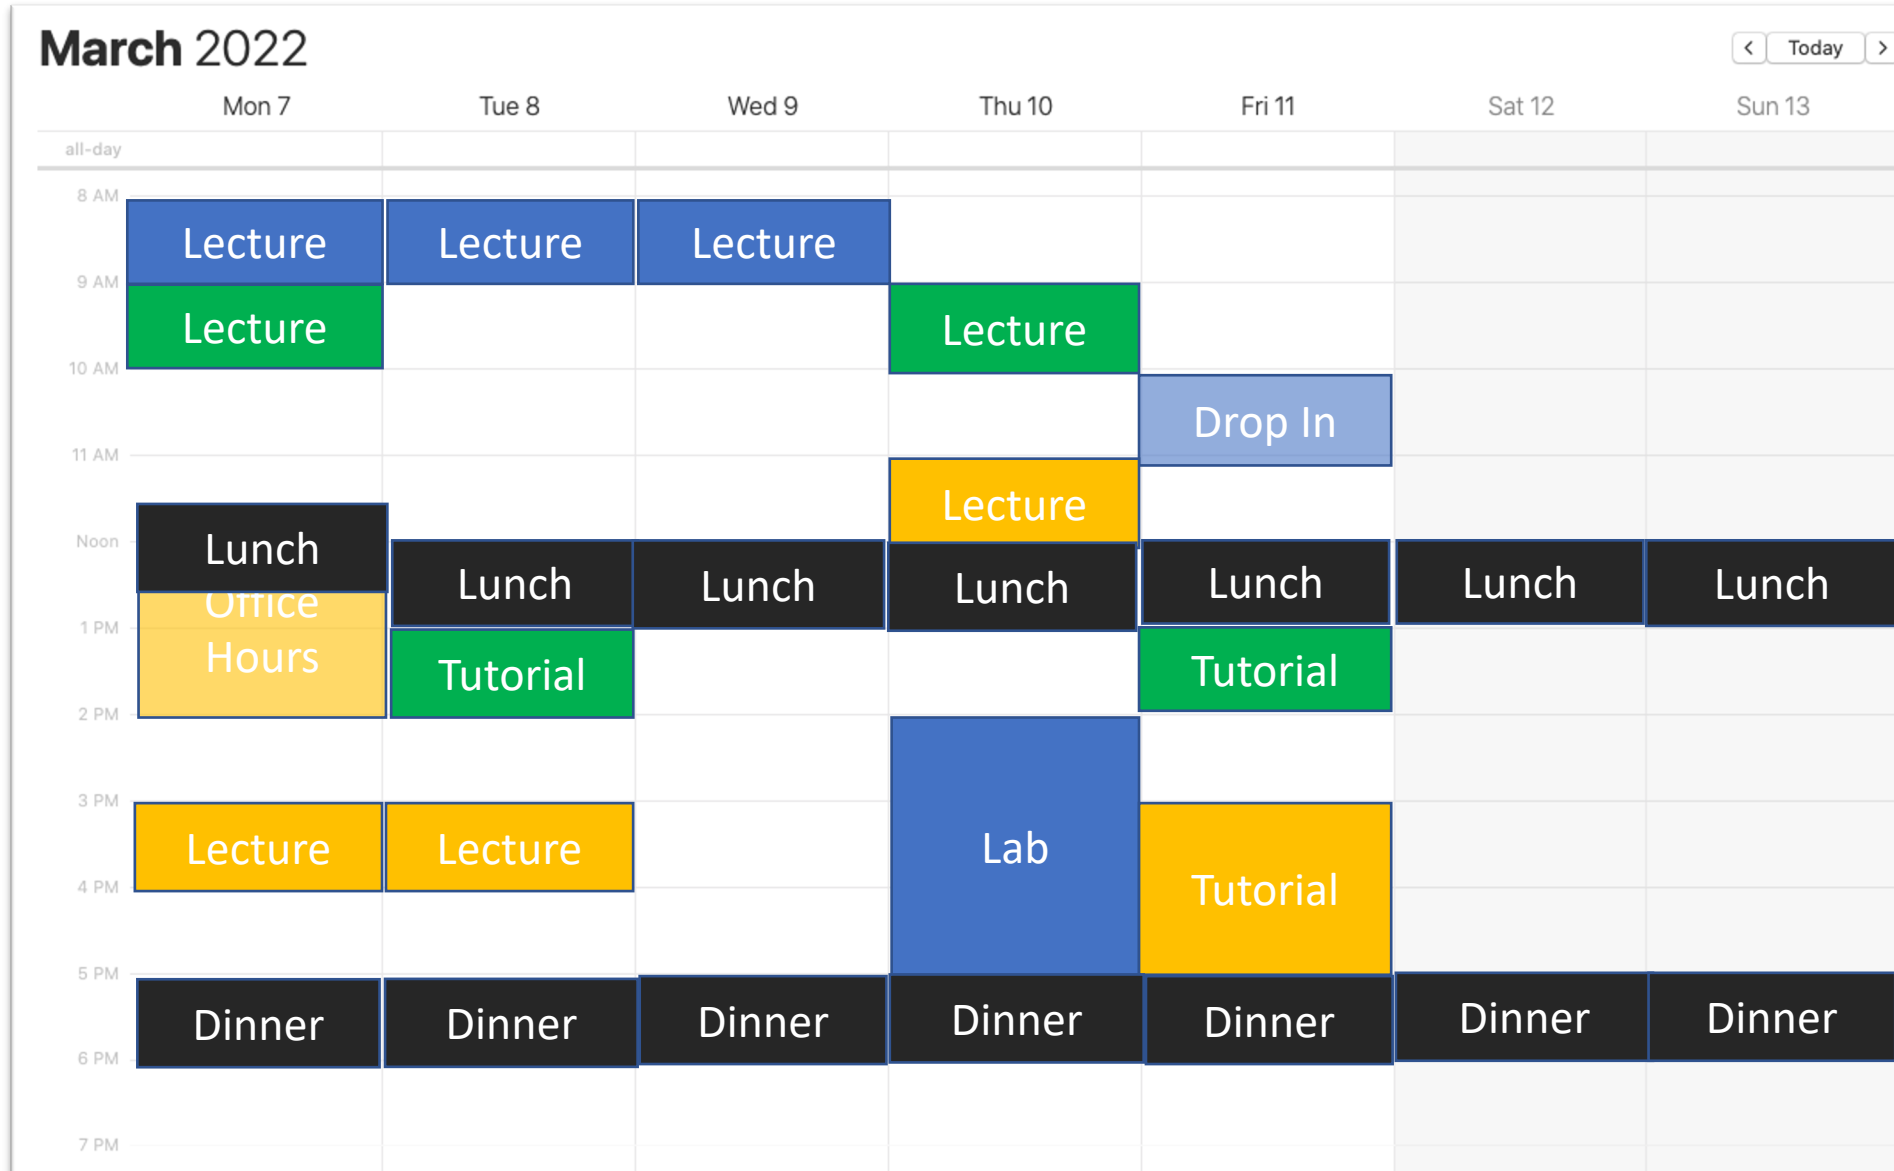 March 2022
< Today >
Mon 7 Tue 8 Wed 9 Thu 10 Fri 11 Sat 12 Sun 13
all-day
8 AM
Lecture Lecture Lecture
9 AM
Lecture Lecture
10 AM
Drop In
11 AM
Lecture
Noon
Lunch Lunch Lunch Lunch Lunch Lunch Lunch
Office
1 PM
Hours Tutorial Tutorial
2 PM
3 PM
Lecture Lecture Lab
4 PM
Tutorial
5 PM
Dinner Dinner Dinner Dinner Dinner Dinner Dinner
6 PM
7 PM